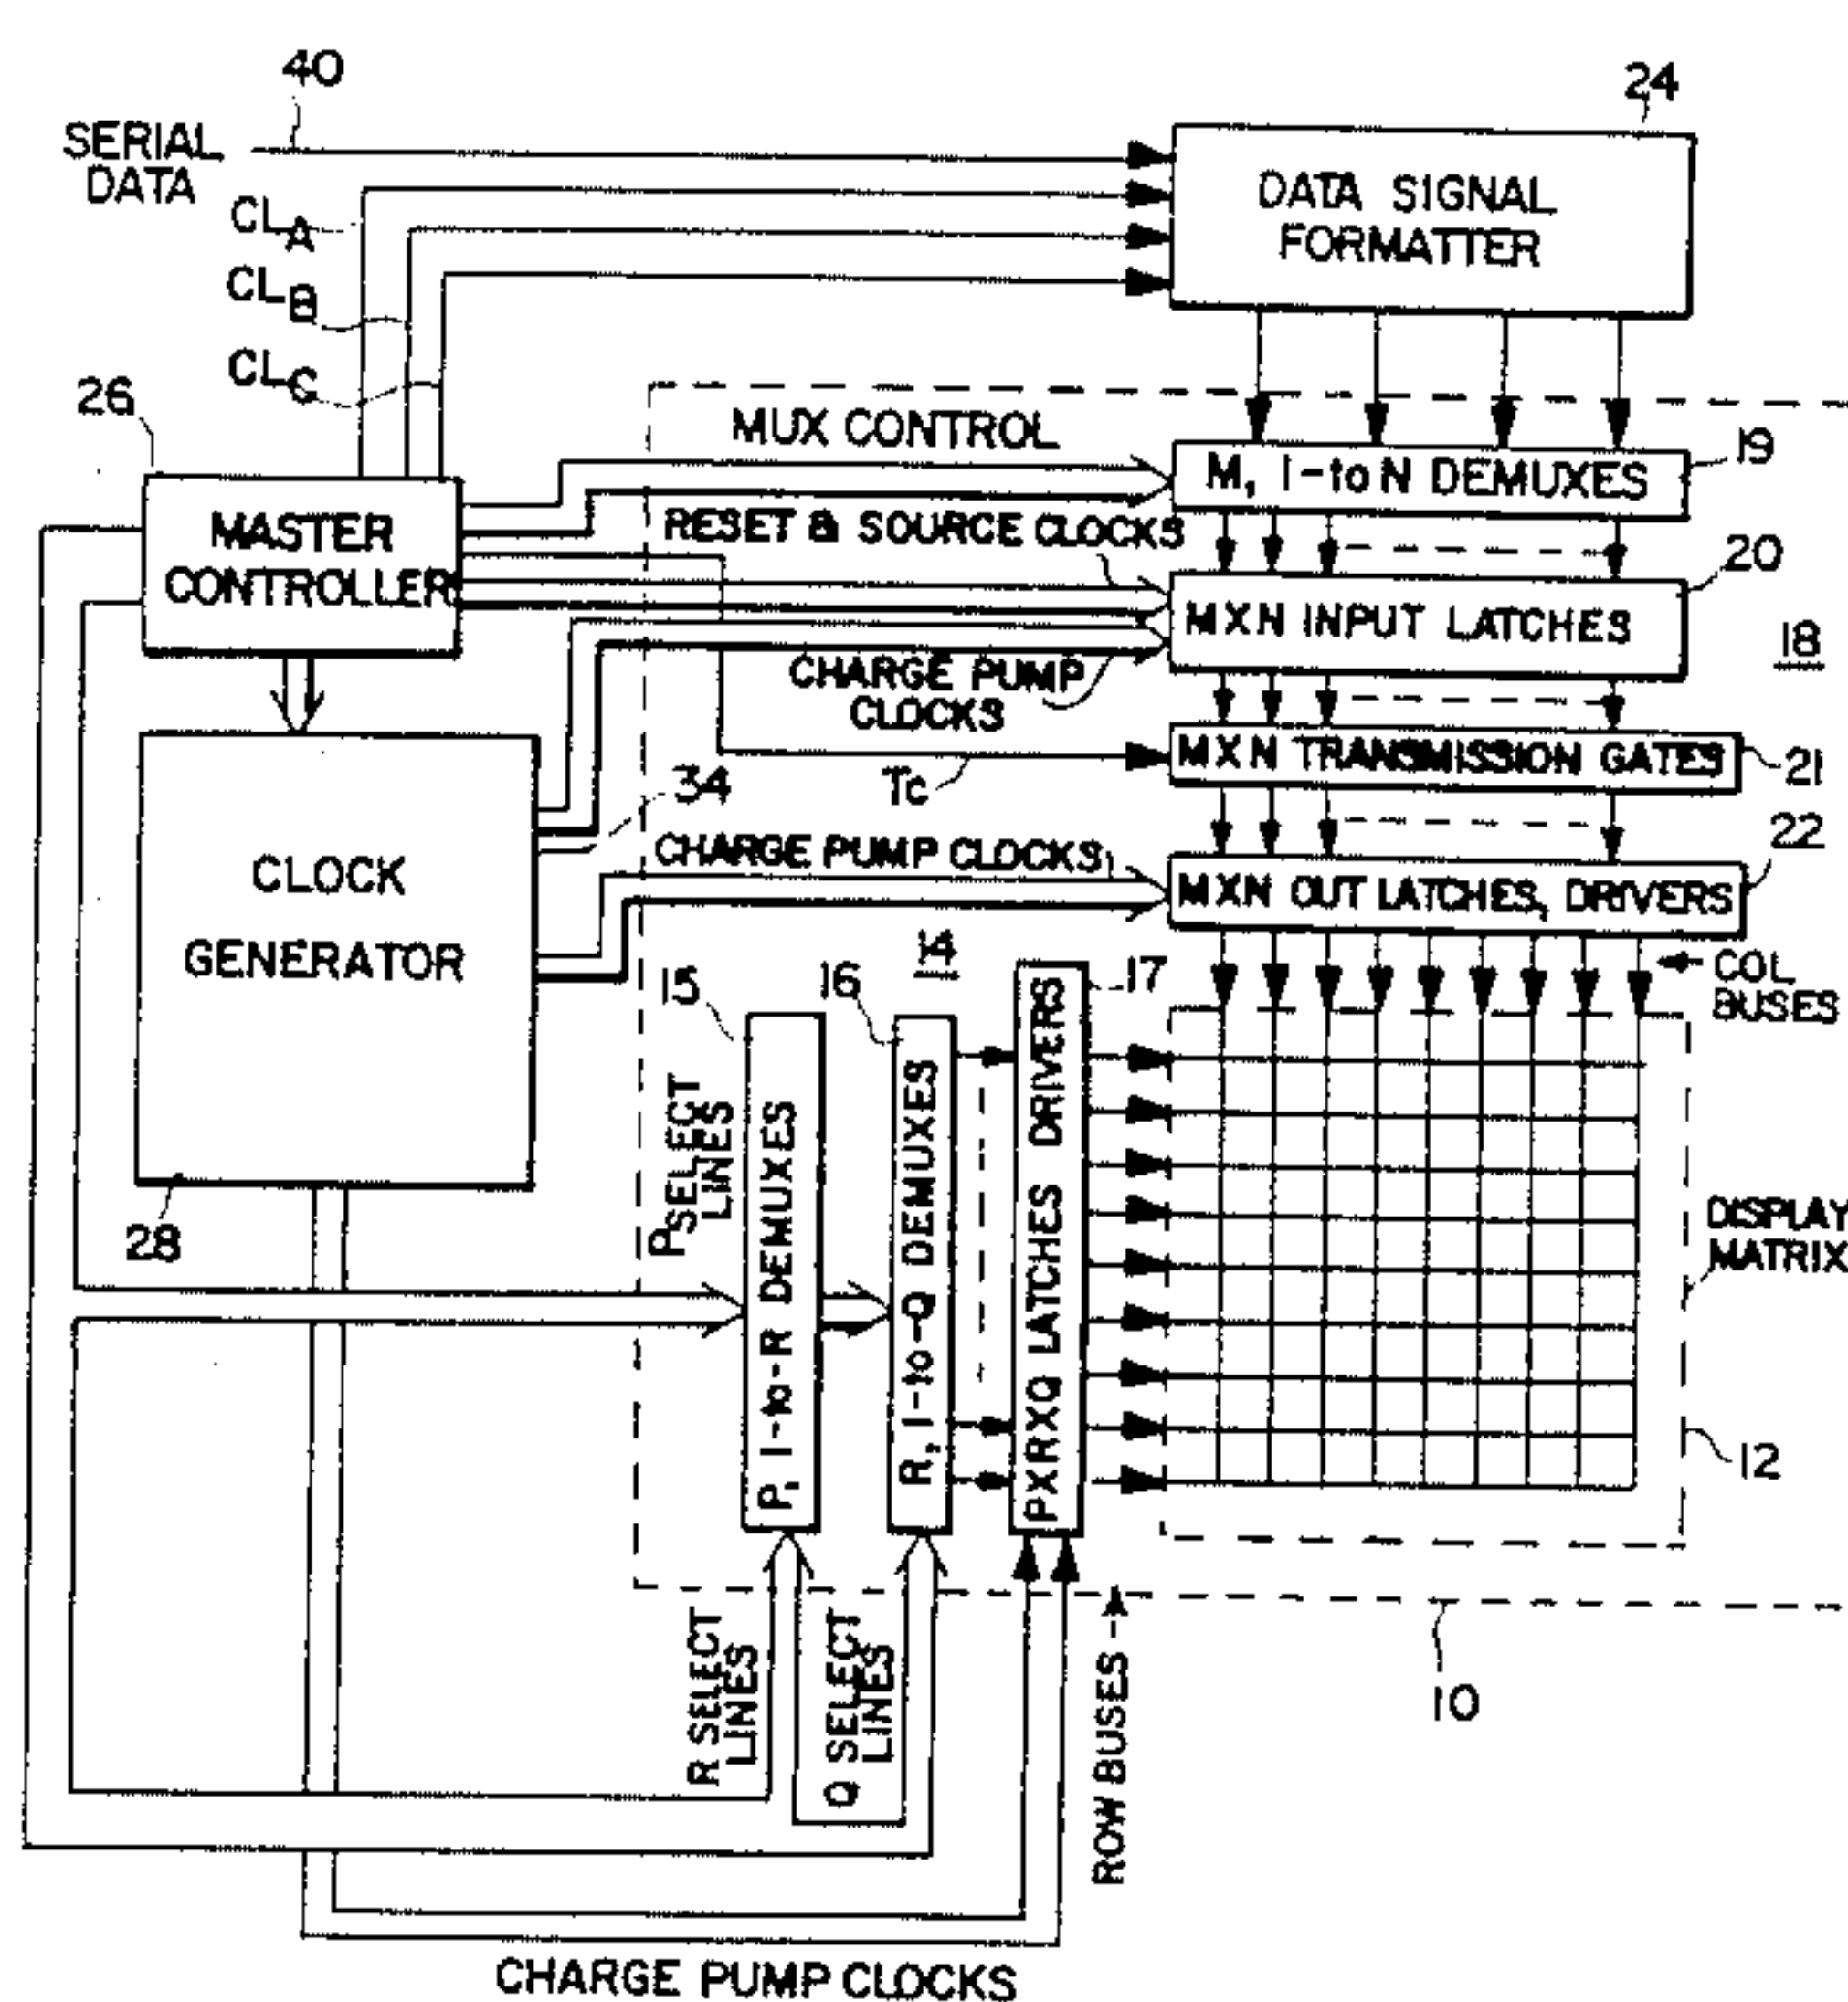 40
24
SERIAL
DATA
CLA
CLB
CLC
DATA SIGNAL
FORMATTER
26
MUX CONTROL
M, 1-to N DEMUXES
19
MASTER
CONTROLLER
RESET & SOURCE CLOCKS
20
MXN INPUT LATCHES
18
CHARGE PUMP
CLOCKS
MXN TRANSMISSION GATES
21
Tc
34
22
CLOCK
GENERATOR
CHARGE PUMP CLOCKS
MXN OUT LATCHES, DRIVERS
COL
BUSES
14
15
16
17
P SELECT
LINES
P, 1-to-R DEMUXES
R, 1-to-Q DEMUXES
PXRXQ LATCHES DRIVERS
28
DISPLAY
MATRIX
12
R SELECT
LINES
Q SELECT
LINES
ROW BUSES
10
CHARGE PUMP CLOCKS